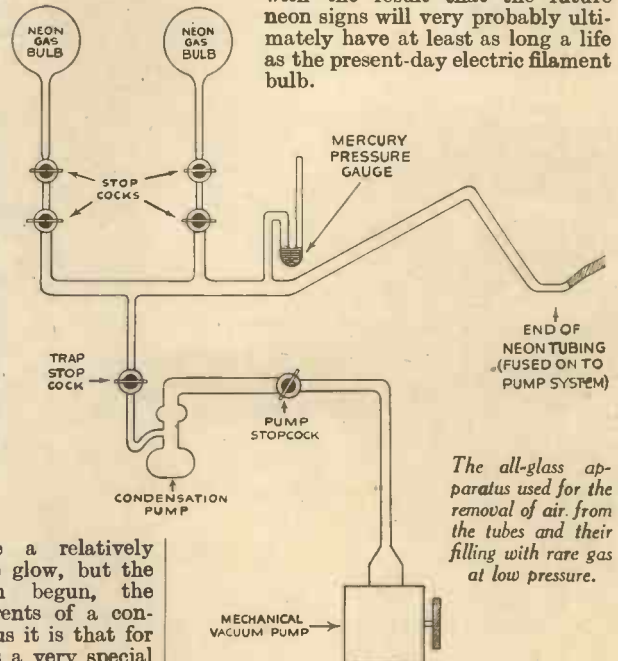 with the result that the future
neon signs will very probably ulti-
mately have at least as long a life
as the present-day electric filament
bulb.
NEON
GAS
BULB
NEON
GAS
BULB
MERCURY
PRESSURE
GAUGE
STOP
COCKS
END OF
NEON TUBING
(FUSED ON TO
PUMP SYSTEM)
TRAP
STOP
COCK
PUMP
STOPCOCK
CONDENSATION
PUMP
The all-glass ap-
paratus used for the
removal of air from
the tubes and their
filling with rare gas
at low pressure.
a relatively
glow, but the
begun, the
rents of a con-
us it is that for
a very special
MECHANICAL
VACUUM PUMP